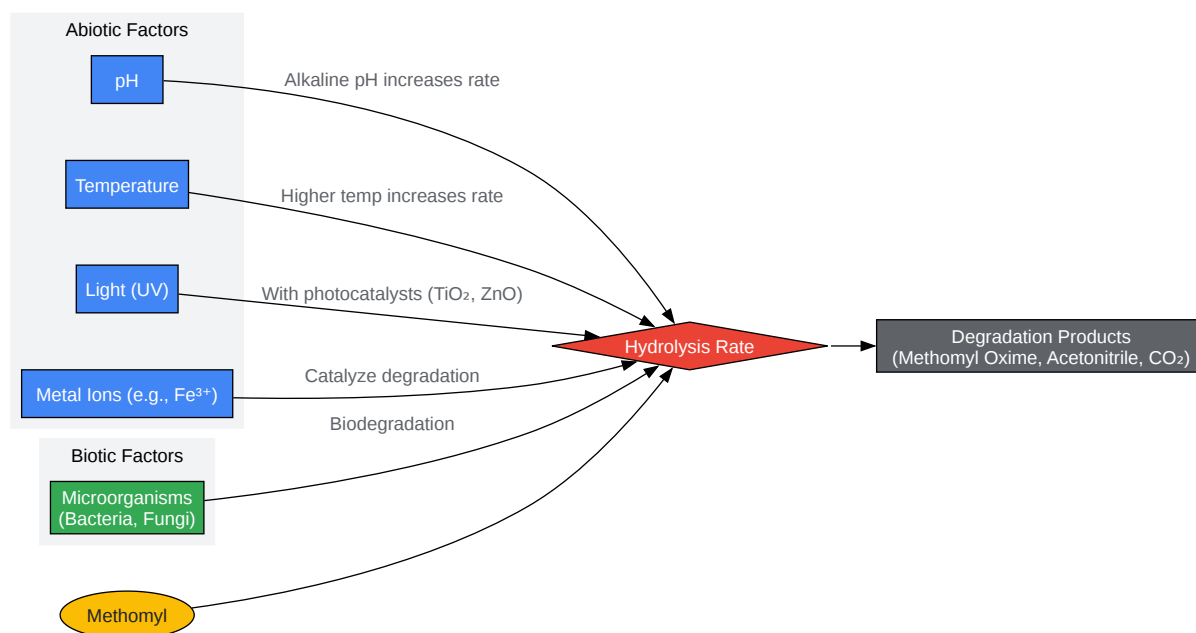 Abiotic Factors
pH
Alkaline pH increases rate
Temperature
Higher temp increases rate
Light (UV)
With photocatalysts (TiO₂, ZnO)
Hydrolysis Rate
Degradation Products
(Methomyl Oxime, Acetonitrile, CO₂)
Metal Ions (e.g., Fe³⁺)
Catalyze degradation
Biodegradation
Biotic Factors
Microorganisms
(Bacteria, Fungi)
Methomyl